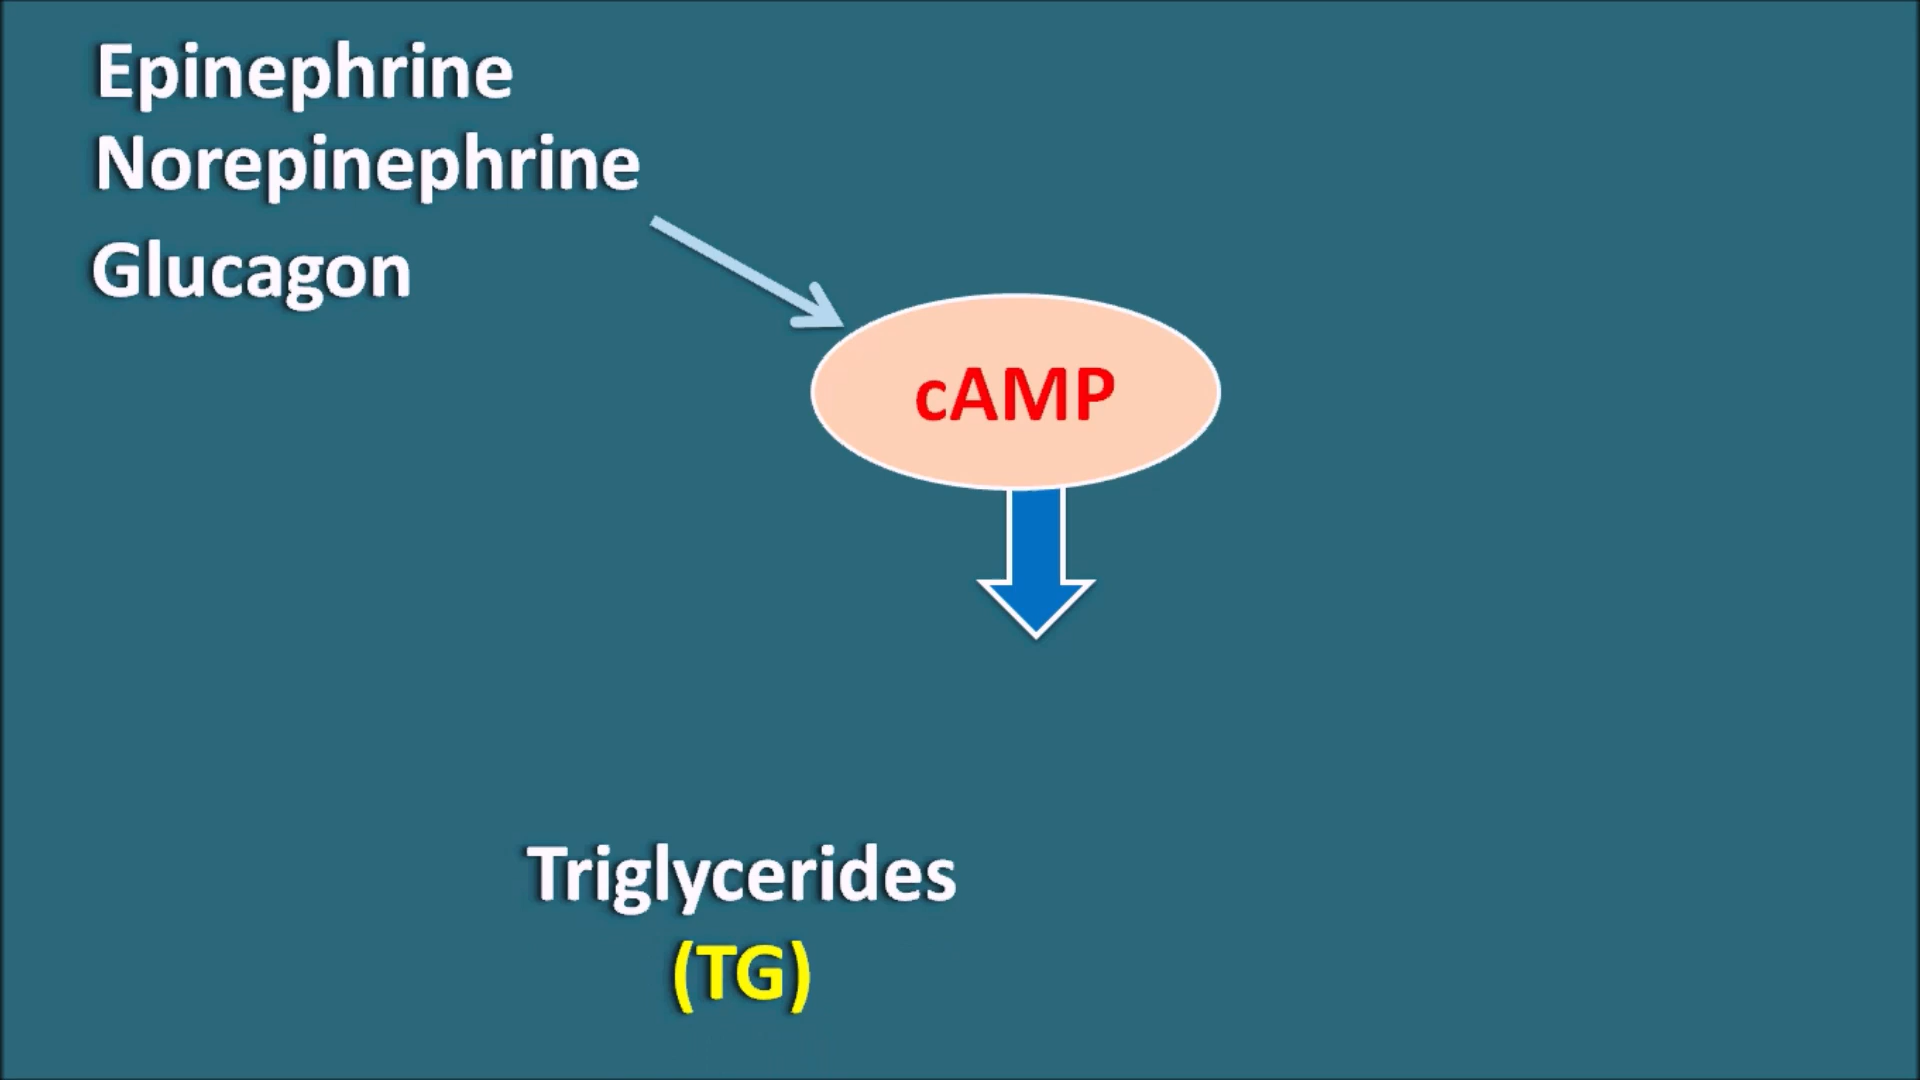 Epinephrine
Norepinephrine
Glucagon
cAMP
Triglycerides
(TG)